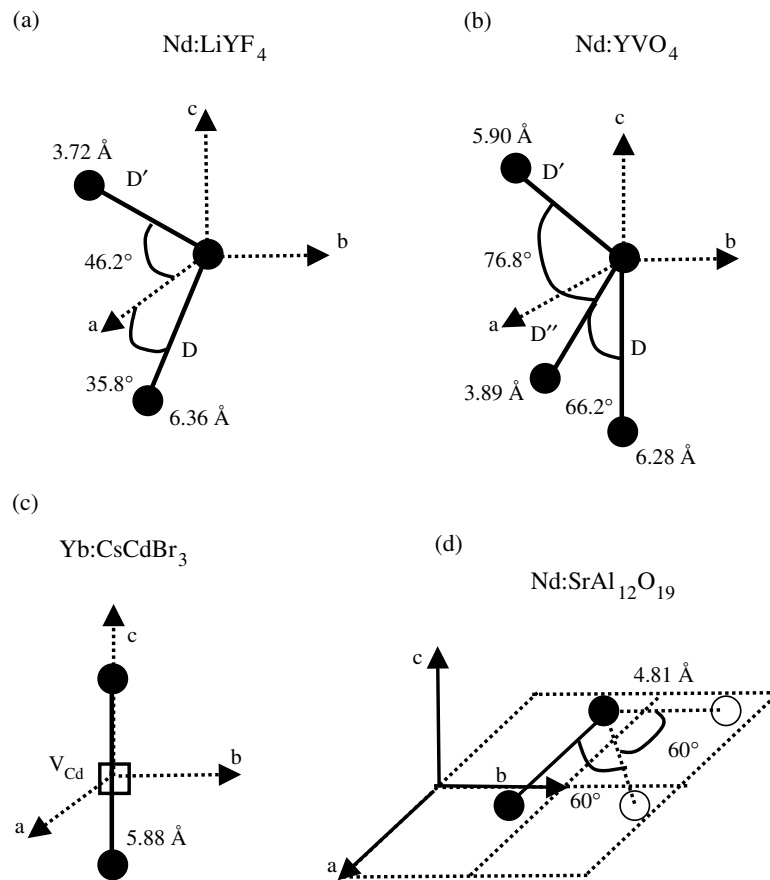 (a)
Nd:LiYF4
c
3.72 Å
D′
b
46.2°
a
D
35.8°
6.36 Å
(b)
Nd:YVO4
c
5.90 Å
D′
b
76.8°
a
D″
D
3.89 Å
66.2°
6.28 Å
(c)
Yb:CsCdBr3
c
VCd
b
a
5.88 Å
(d)
Nd:SrAl12O19
c
4.81 Å
b
60°
60°
a